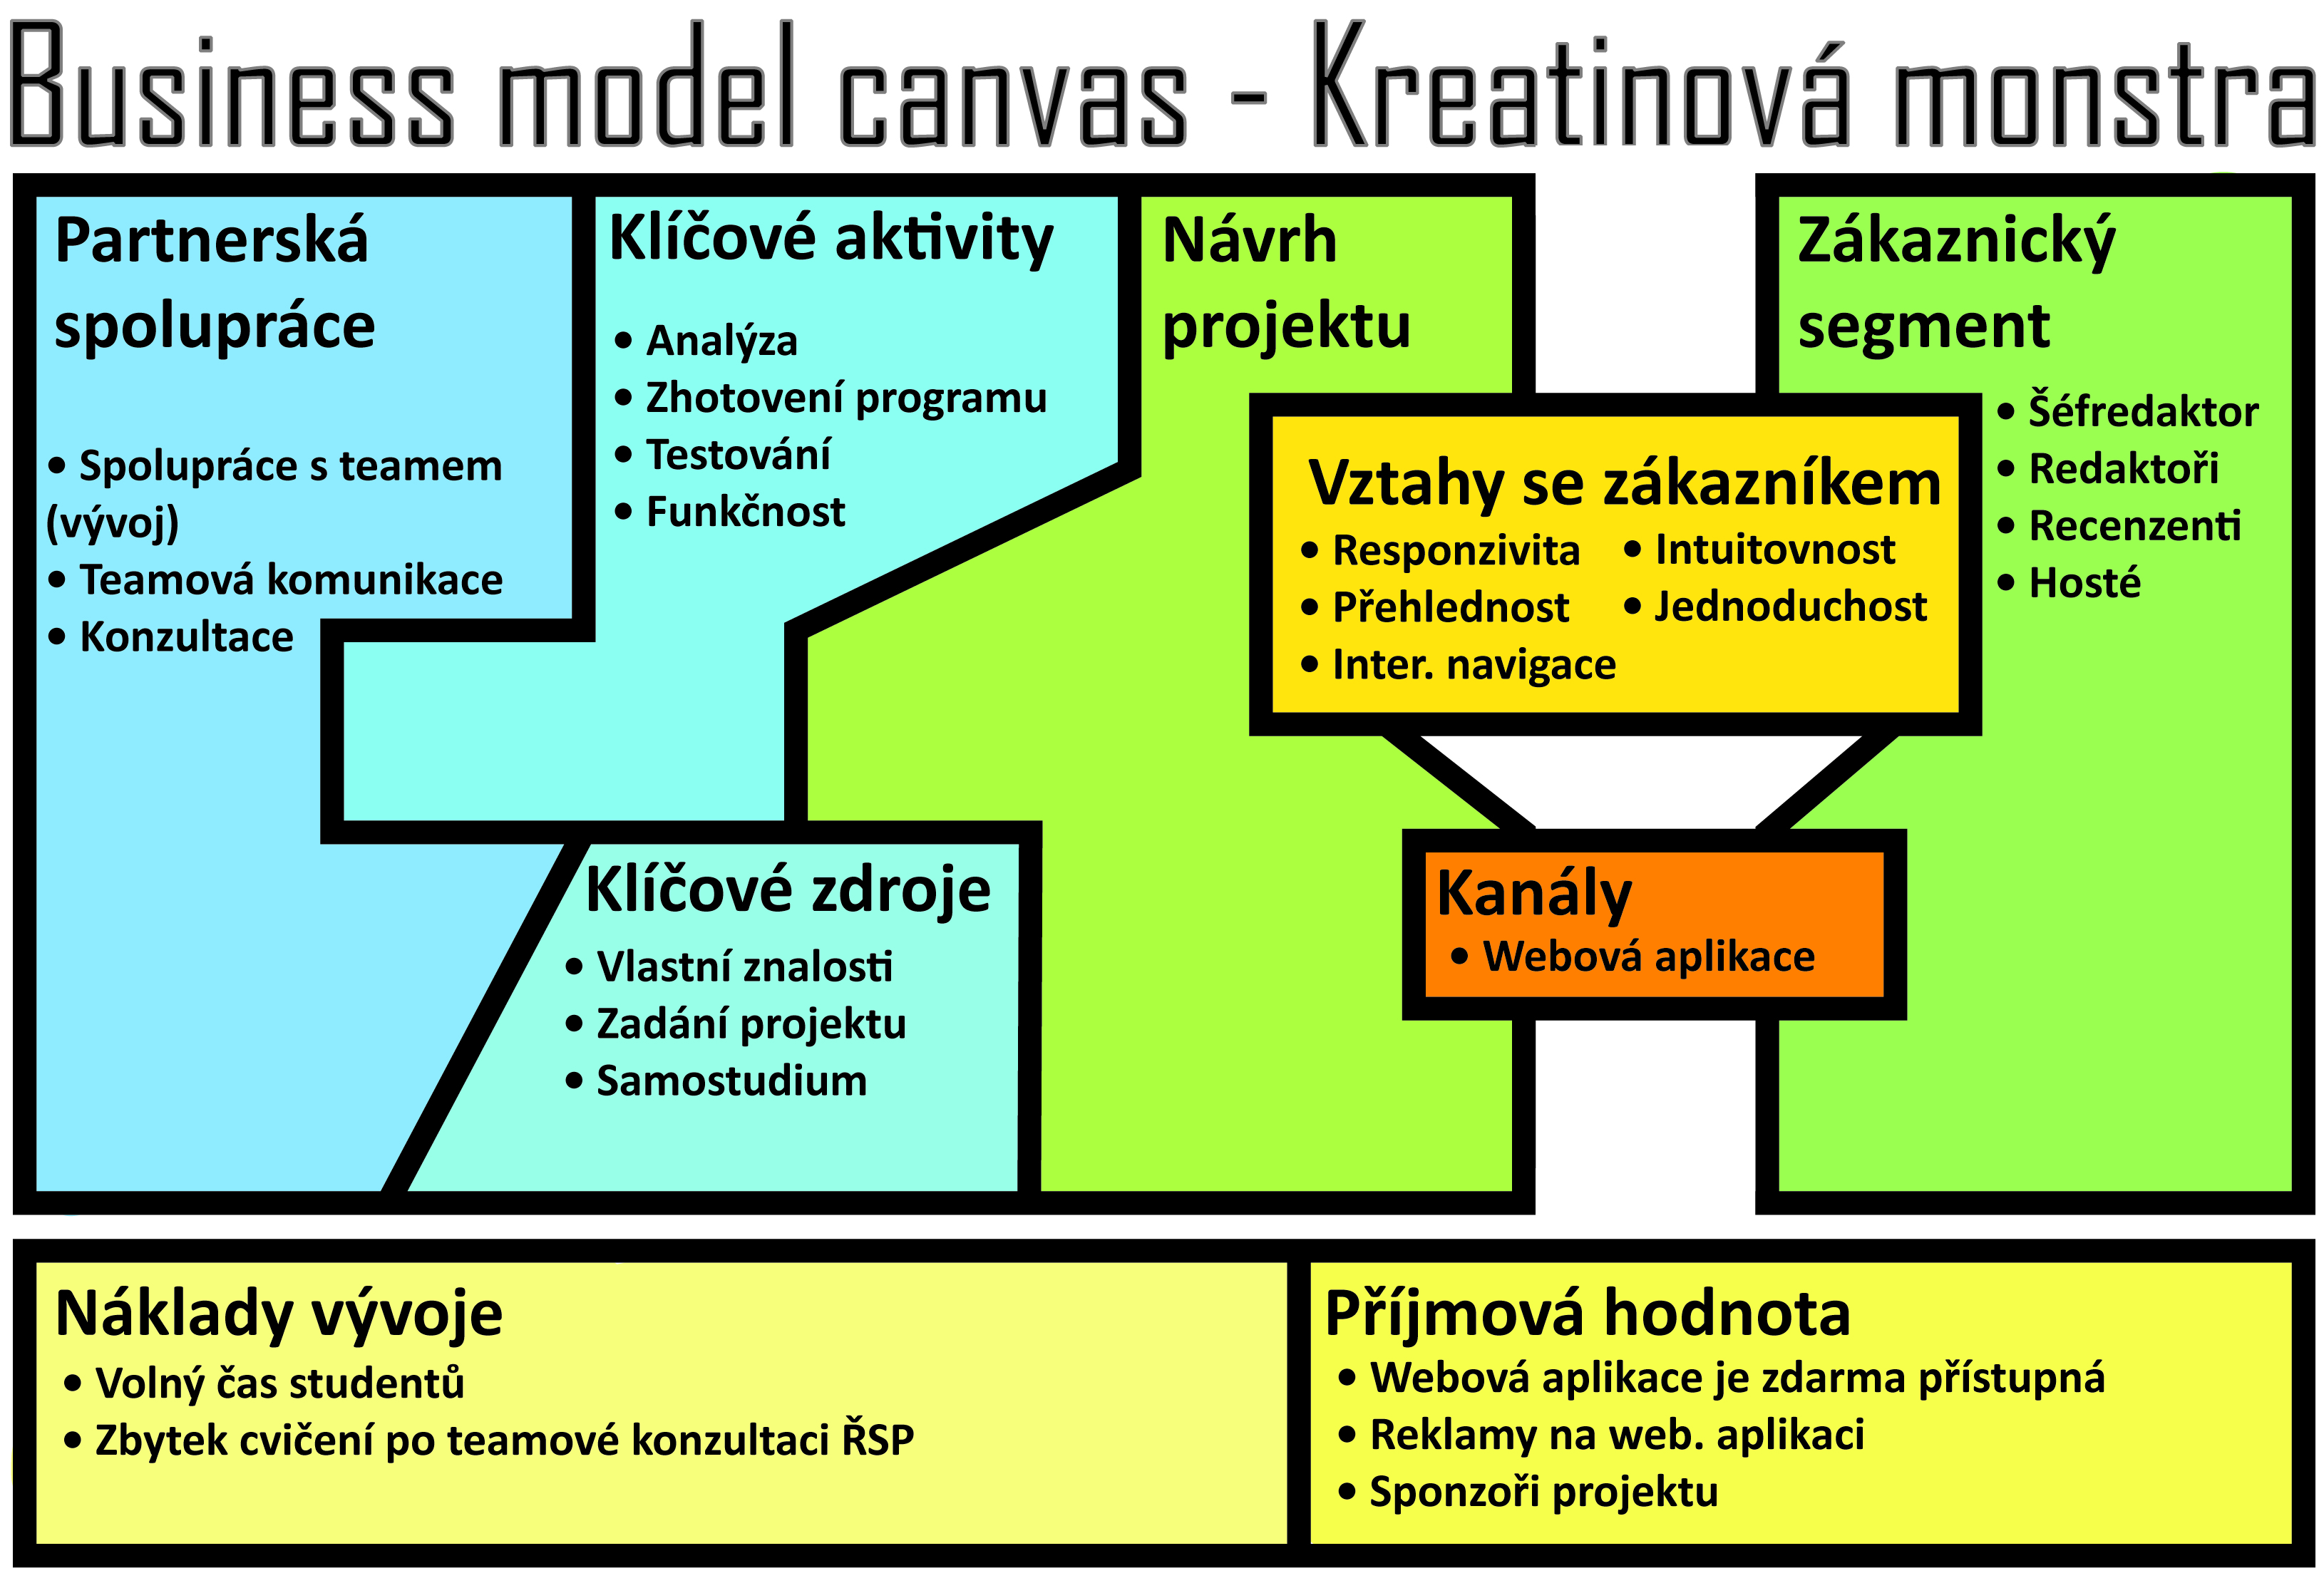 Business model canvas - Kreatinová monstra
Partnerská
spolupráce
• Spolupráce s teamem
(vývoj)
• Teamová komunikace
• Konzultace
Klíčové aktivity
• Analýza
• Zhotovení programu
• Testování
• Funkčnost
Klíčové zdroje
• Vlastní znalosti
• Zadání projektu
• Samostudium
Návrh
projektu
Vztahy se zákazníkem
• Responzivita
• Přehlednost
• Inter. navigace
• Intuitovnost
• Jednoduchost
Kanály
• Webová aplikace
Zákaznický
segment
• Šéfredaktor
• Redaktoři
• Recenzenti
• Hosté
Náklady vývoje
• Volný čas studentů
• Zbytek cvičení po teamové konzultaci ŘSP
Příjmová hodnota
• Webová aplikace je zdarma přístupná
• Reklamy na web. aplikaci
• Sponzoři projektu